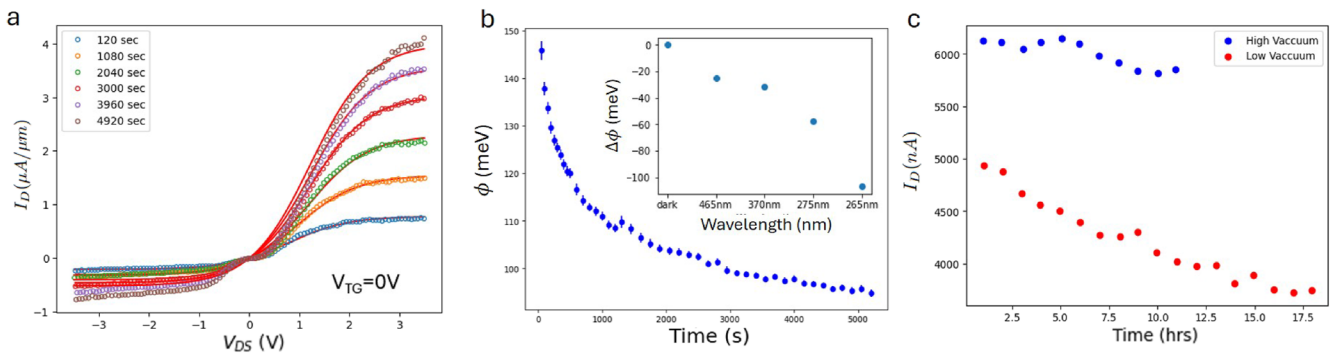 a
I_D (μA/μm)
4
3
2
1
0
−1
120 sec
1080 sec
2040 sec
3000 sec
3960 sec
4920 sec
V_TG=0V
−3 −2 −1 0 1 2 3
V_DS (V)
b
ϕ (meV)
150
140
130
120
110
100
0 1000 2000 3000 4000 5000
Time (s)
Δϕ (meV)
0
−20
−40
−60
−80
−100
dark 465nm 370nm 275nm 265nm
Wavelength (nm)
c
I_D (nA)
6000
5500
5000
4500
4000
High Vaccuum
Low Vaccuum
2.5 5.0 7.5 10.0 12.5 15.0 17.5
Time (hrs)